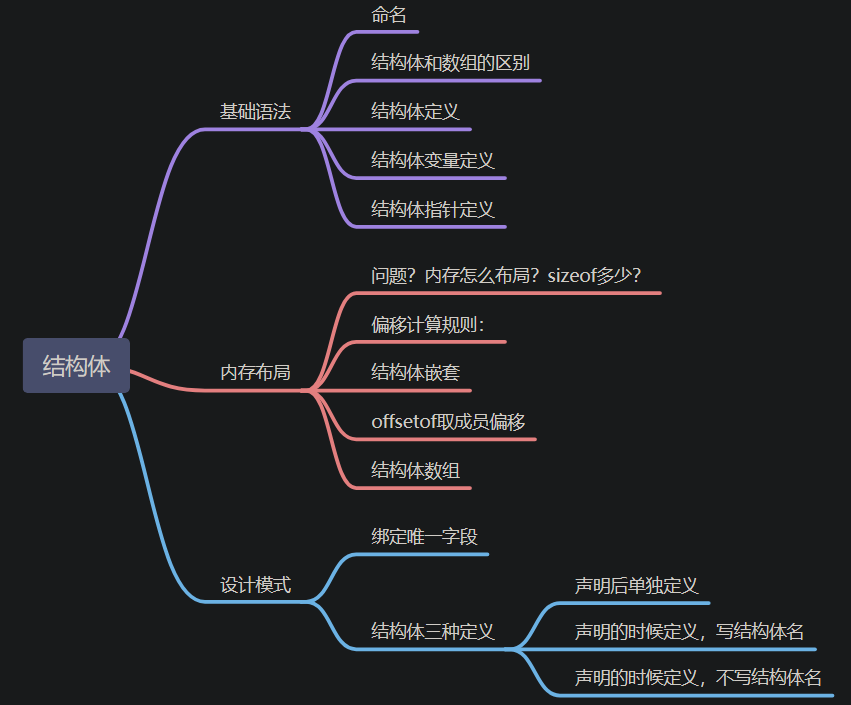 结构体
基础语法
命名
结构体和数组的区别
结构体定义
结构体变量定义
结构体指针定义
内存布局
问题？内存怎么布局？sizeof多少？
偏移计算规则：
结构体嵌套
offsetof取成员偏移
结构体数组
设计模式
绑定唯一字段
结构体三种定义
声明后单独定义
声明的时候定义，写结构体名
声明的时候定义，不写结构体名